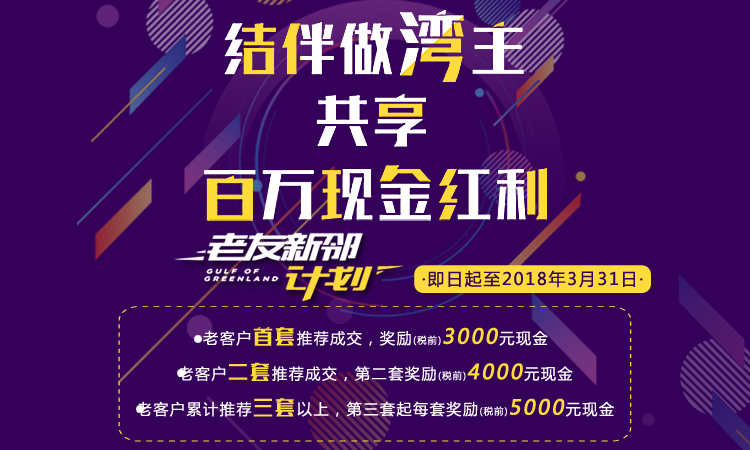 结伴做湾主
共享
百万现金红利
老友新邻
GULF OF
GREENLAND
计划
·即日起至2018年3月31日·
●老客户首套推荐成交，奖励(税前)3000元现金
●老客户二套推荐成交，第二套奖励(税前)4000元现金
●老客户累计推荐三套以上，第三套起每套奖励(税前)5000元现金